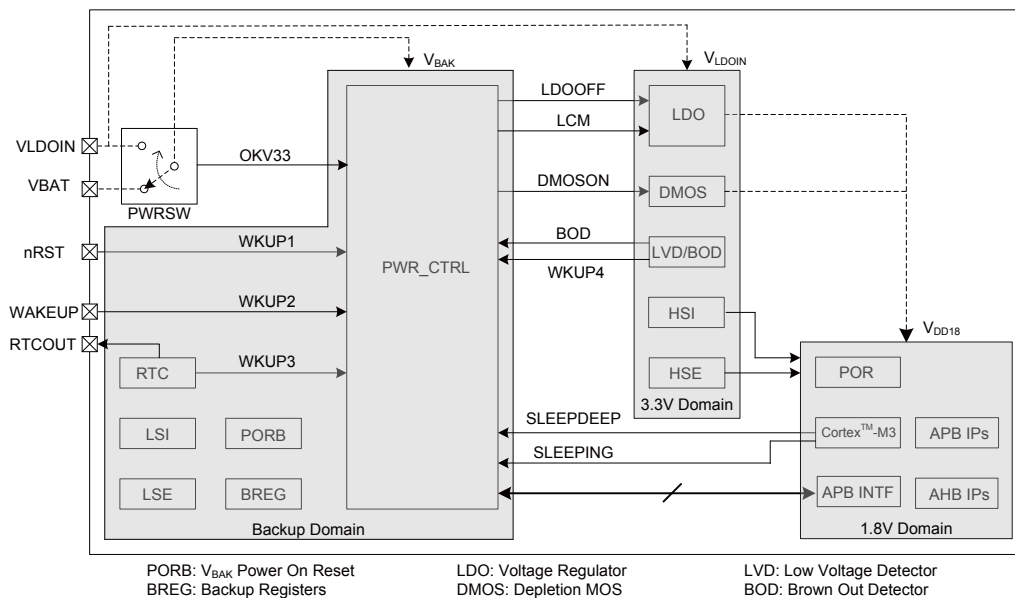 VBAK
VLDOIN
LDOOFF
LDO
LCM
VLDOIN
OKV33
VBAT
DMOSON
DMOS
PWRSW
BOD
nRST
WKUP1
LVD/BOD
PWR_CTRL
WKUP4
WAKEUP
WKUP2
HSI
RTCOUT
VDD18
RTC
WKUP3
HSE
POR
3.3V Domain
SLEEPDEEP
LSI
PORB
Cortex™-M3
APB IPs
SLEEPING
LSE
BREG
APB INTF
AHB IPs
Backup Domain
1.8V Domain
PORB: VBAK Power On Reset
LDO: Voltage Regulator
LVD: Low Voltage Detector
BREG: Backup Registers
DMOS: Depletion MOS
BOD: Brown Out Detector